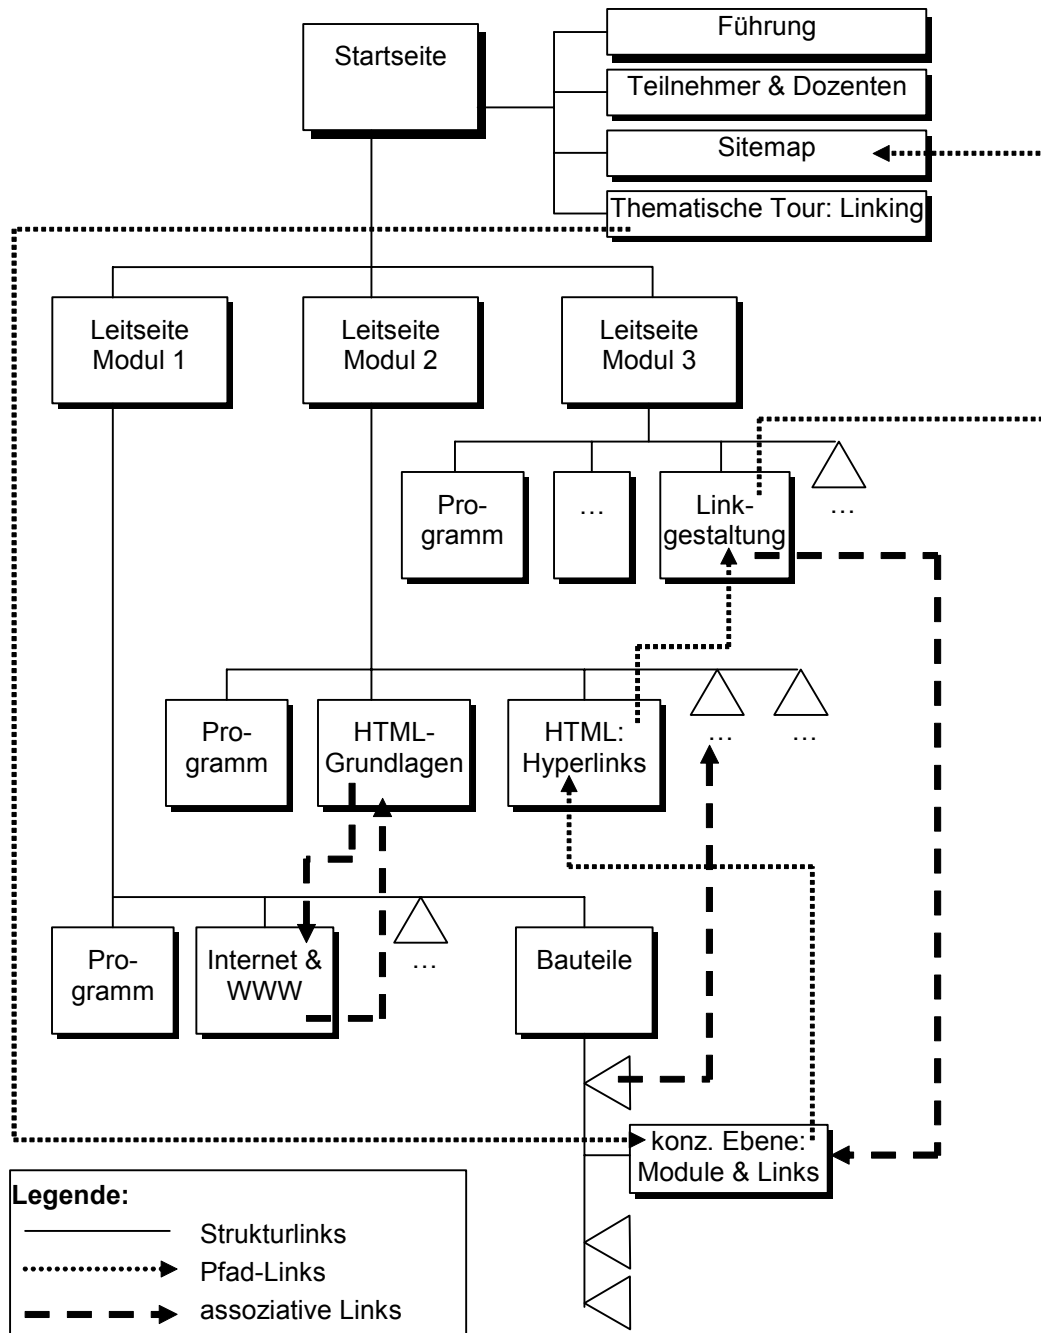 Startseite
Führung
Teilnehmer & Dozenten
Sitemap
Thematische Tour: Linking
Leitseite
Modul 1
Leitseite
Modul 2
Leitseite
Modul 3
Pro-
gramm
...
Link-
gestaltung
...
Pro-
gramm
HTML-
Grundlagen
HTML:
Hyperlinks
...
...
Pro-
gramm
Internet &
WWW
...
Bauteile
konz. Ebene:
Module & Links
Legende:
Strukturlinks
Pfad-Links
assoziative Links